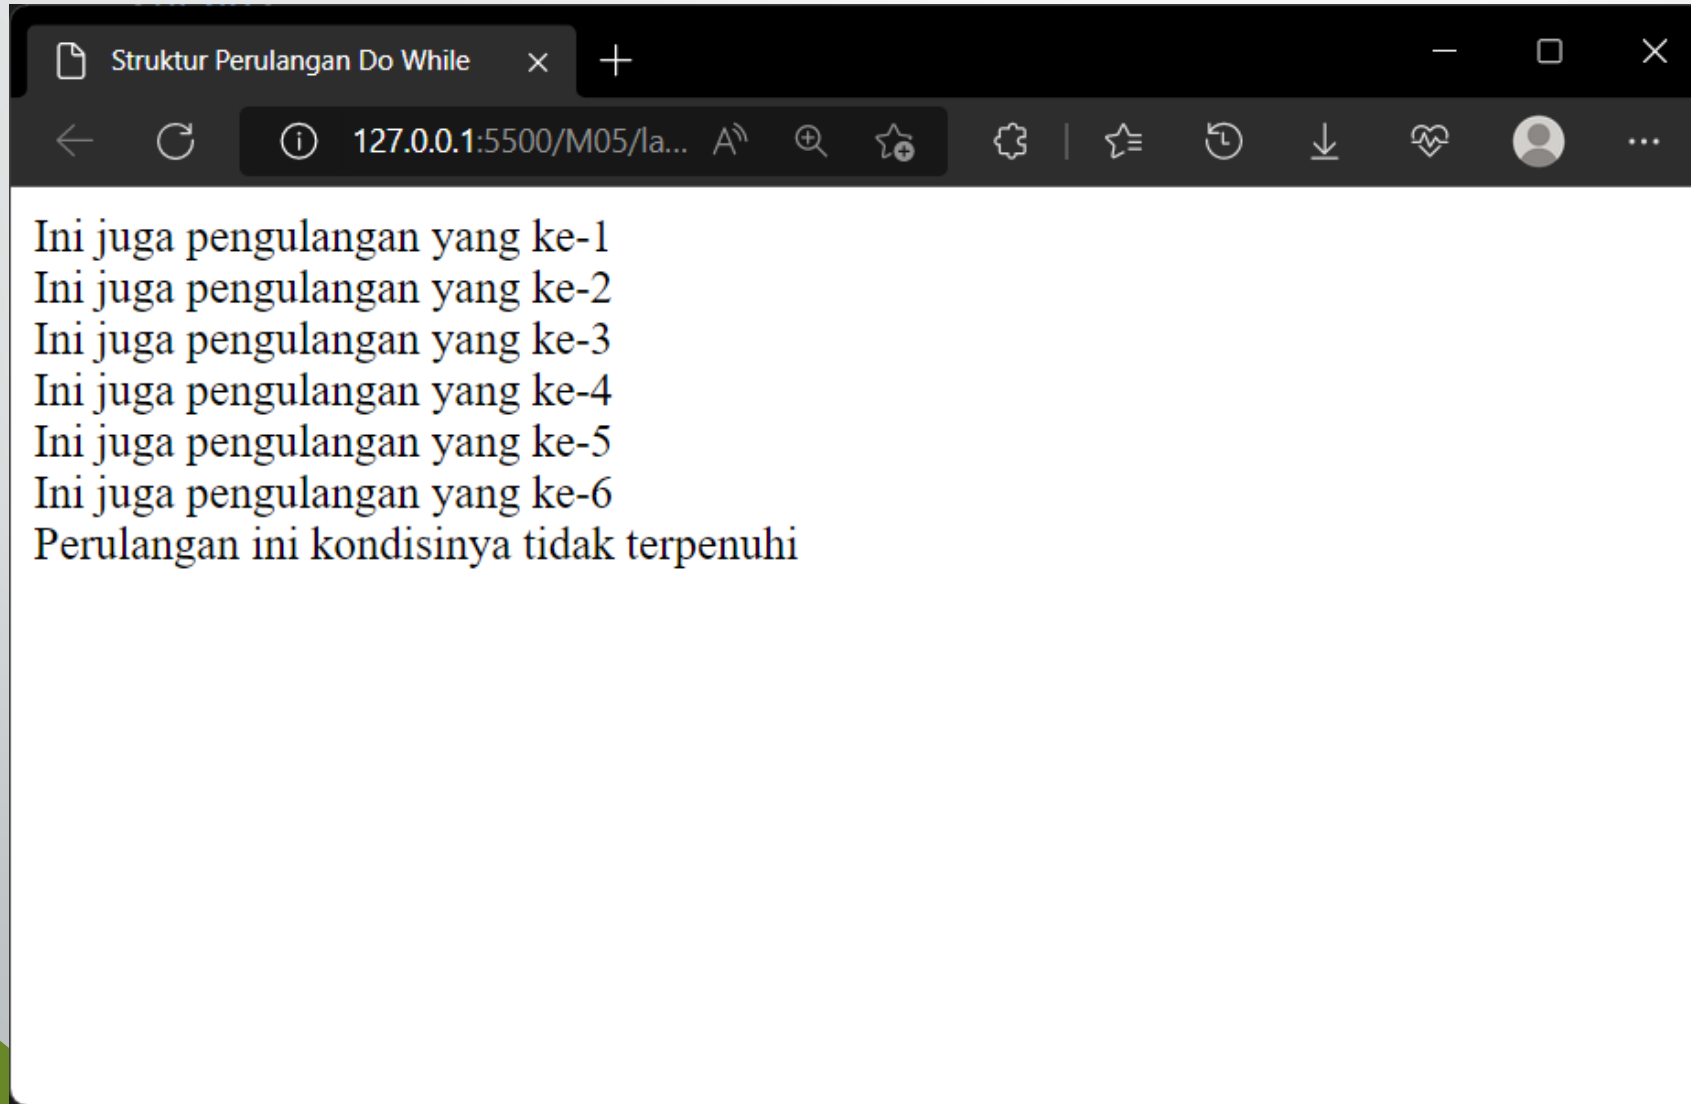 Struktur Perulangan Do While
127.0.0.1:5500/M05/la...
Ini juga pengulangan yang ke-1
Ini juga pengulangan yang ke-2
Ini juga pengulangan yang ke-3
Ini juga pengulangan yang ke-4
Ini juga pengulangan yang ke-5
Ini juga pengulangan yang ke-6
Perulangan ini kondisinya tidak terpenuhi